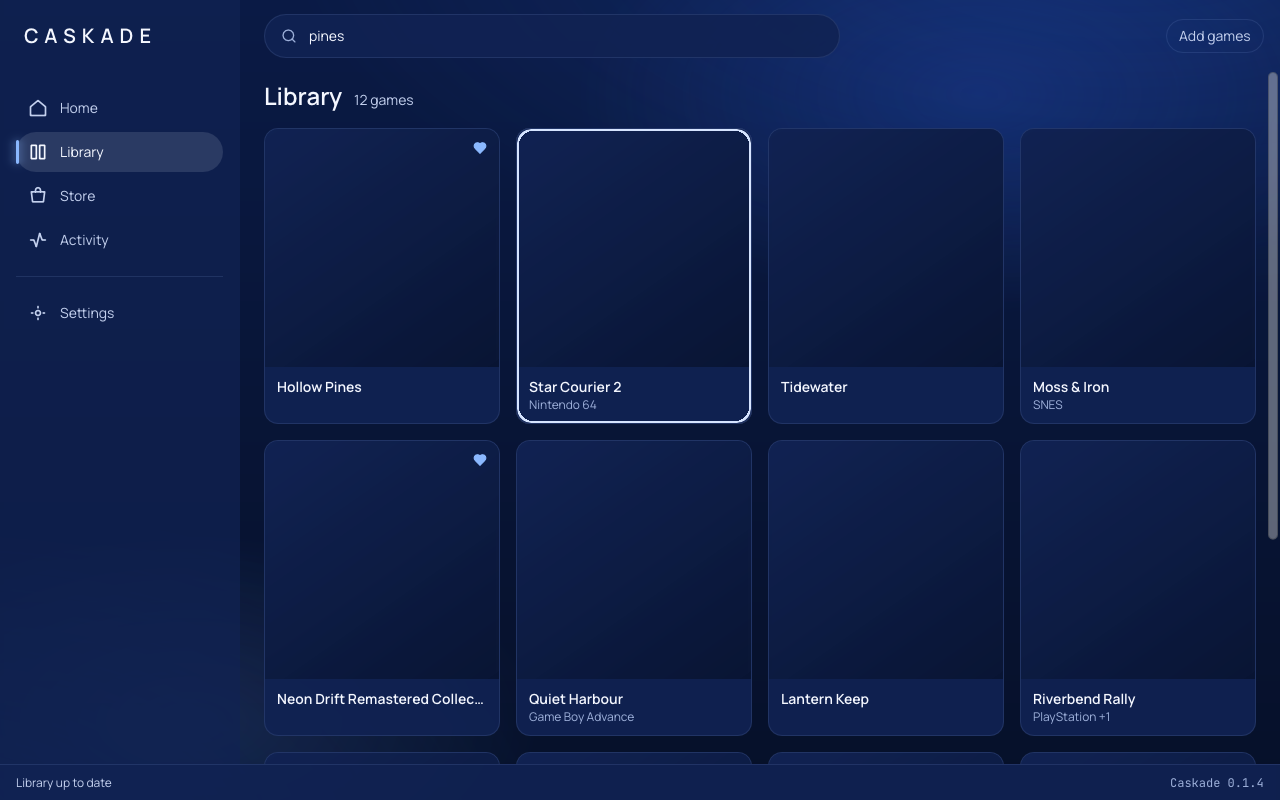 CASKADE
pines
Add games
Home
Library
Store
Activity
Settings
Library 12 games
Hollow Pines
Star Courier 2
Nintendo 64
Tidewater
Moss & Iron
SNES
Neon Drift Remastered Collec…
Quiet Harbour
Game Boy Advance
Lantern Keep
Riverbend Rally
PlayStation +1
Library up to date
Caskade 0.1.4